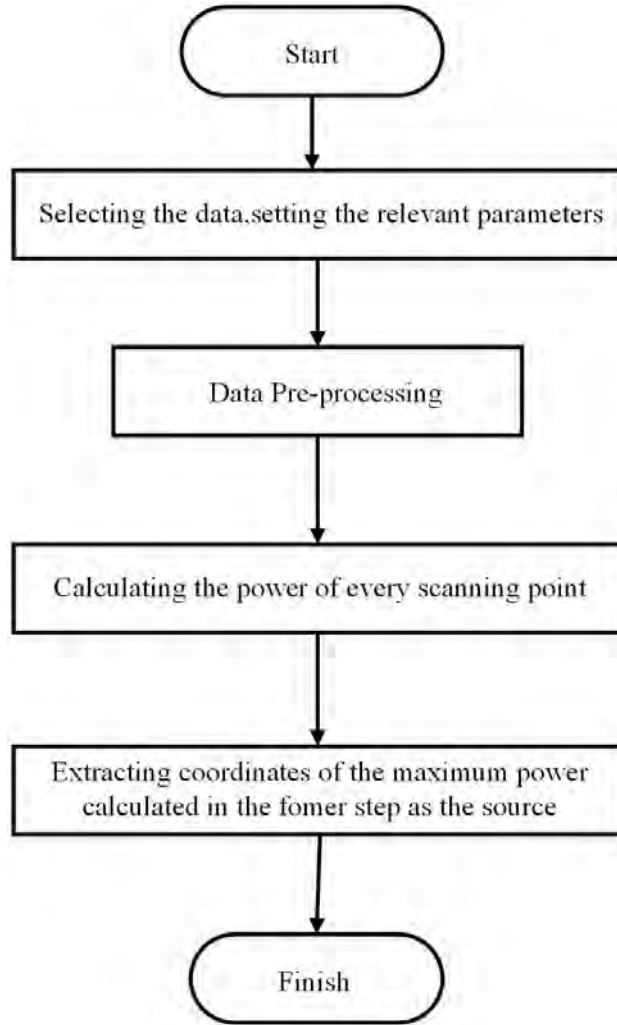 Start
Selecting the data,setting the relevant parameters
Data Pre-processing
Calculating the power of every scanning point
Extracting coordinates of the maximum power
calculated in the fomer step as the source
Finish